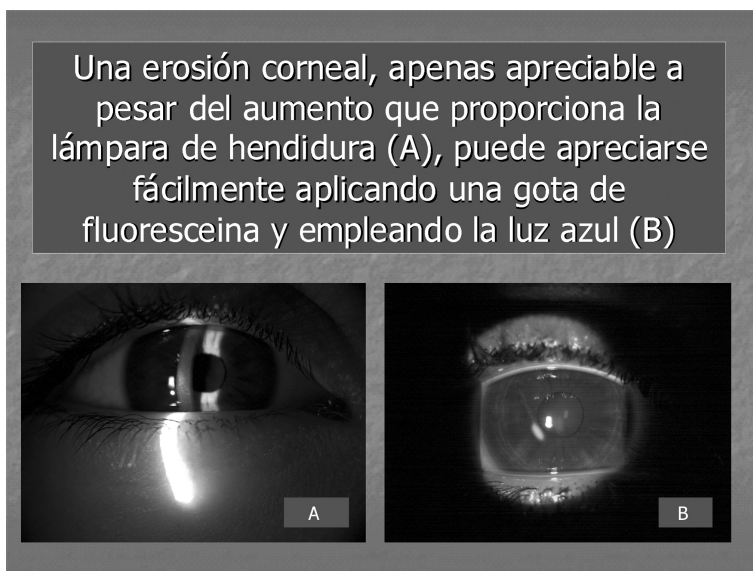 Una erosión corneal, apenas apreciable a
pesar del aumento que proporciona la
lámpara de hendidura (A), puede apreciarse
fácilmente aplicando una gota de
fluoresceina y empleando la luz azul (B)
A
B